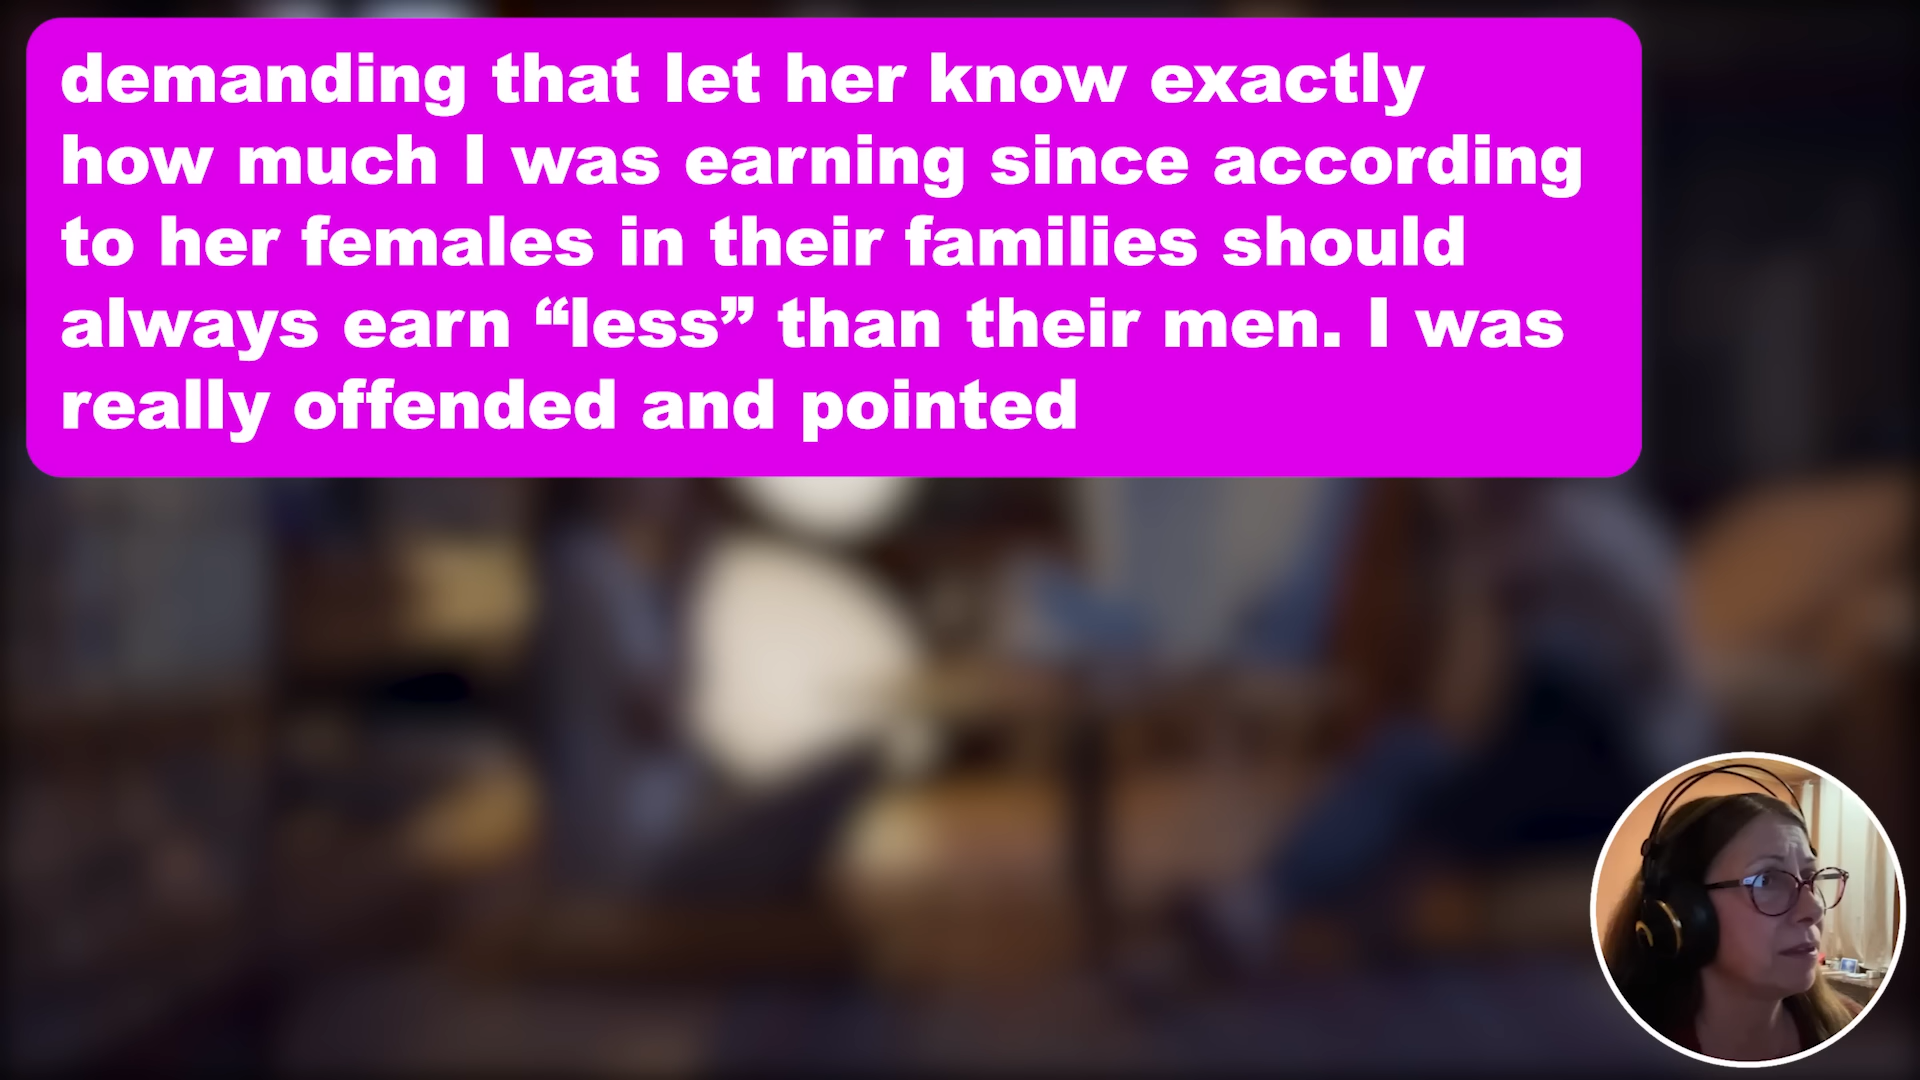 demanding that let her know exactly
how much I was earning since according
to her females in their families should
always earn “less” than their men. I was
really offended and pointed